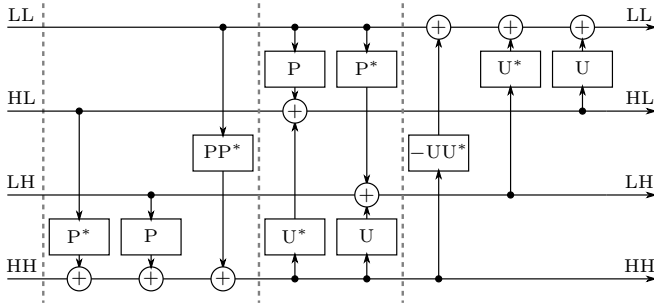 LL LL
P P* U* U
HL HL
PP* −UU*
LH LH
P* P U* U
HH HH